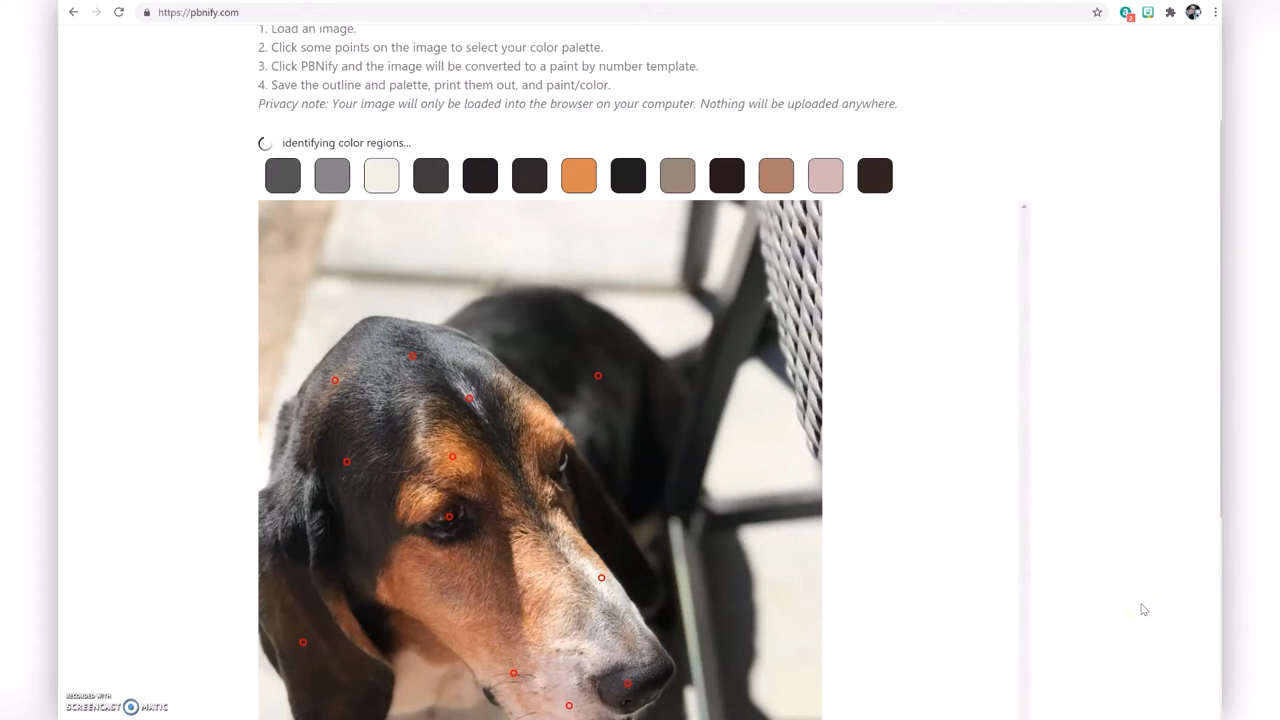 https://pbnify.com
2
1. Load an image.
2. Click some points on the image to select your color palette.
3. Click PBNify and the image will be converted to a paint by number template.
4. Save the outline and palette, print them out, and paint/color.
Privacy note: Your image will only be loaded into the browser on your computer. Nothing will be uploaded anywhere.
identifying color regions...
RECORDED WITH
SCREENCAST MATIC